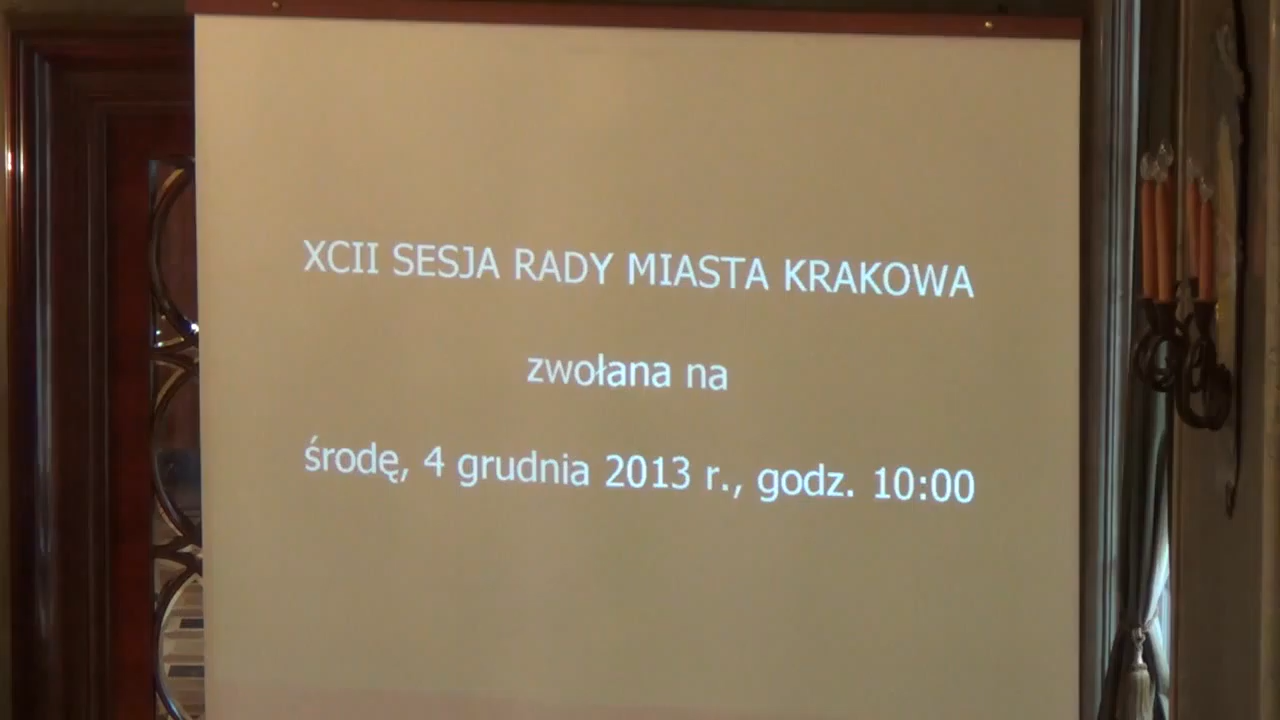 XCII SESJA RADY MIASTA KRAKOWA
zwołana na
środę, 4 grudnia 2013 r., godz. 10:00